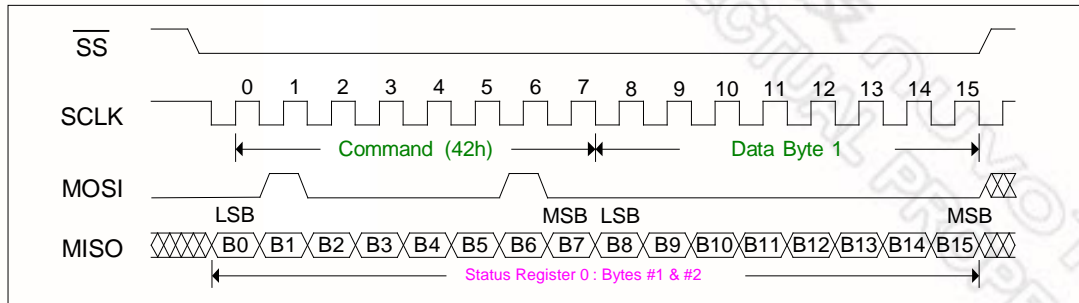 SS
0 1 2 3 4 5 6 7 8 9 10 11 12 13 14 15
SCLK
Command (42h) Data Byte 1
MOSI
LSB MSB LSB MSB
MISO B0 B1 B2 B3 B4 B5 B6 B7 B8 B9 B10 B11 B12 B13 B14 B15
Status Register 0 : Bytes #1 & #2